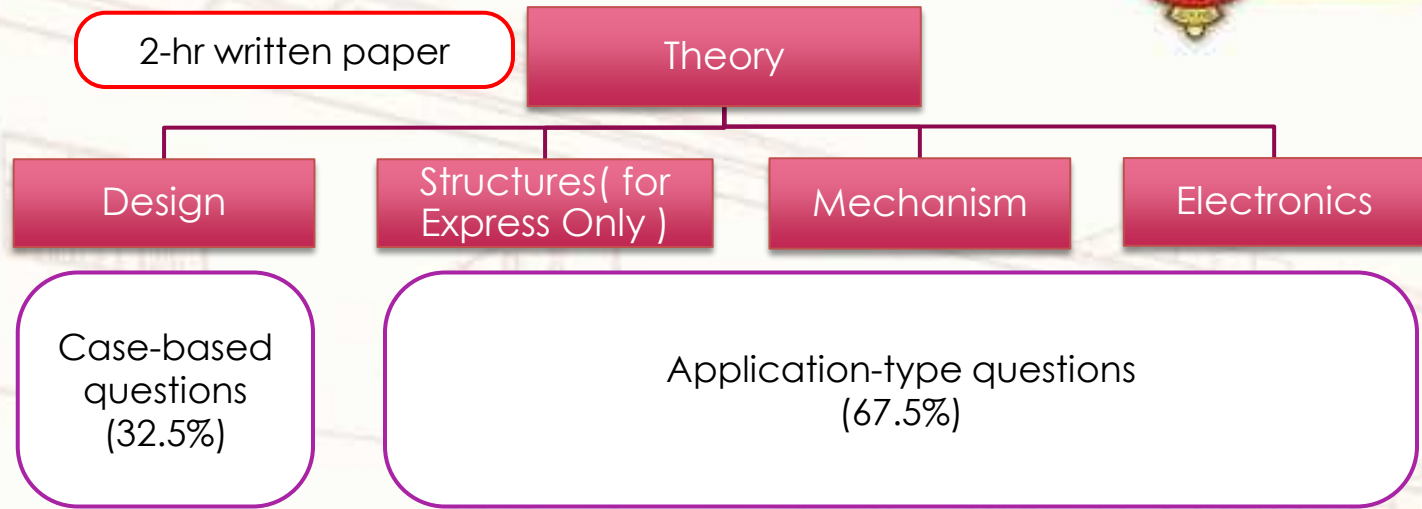 2-hr written paper
Theory
Design
Structures( for
Express Only )
Mechanism
Electronics
Case-based
questions
(32.5%)
Application-type questions
(67.5%)